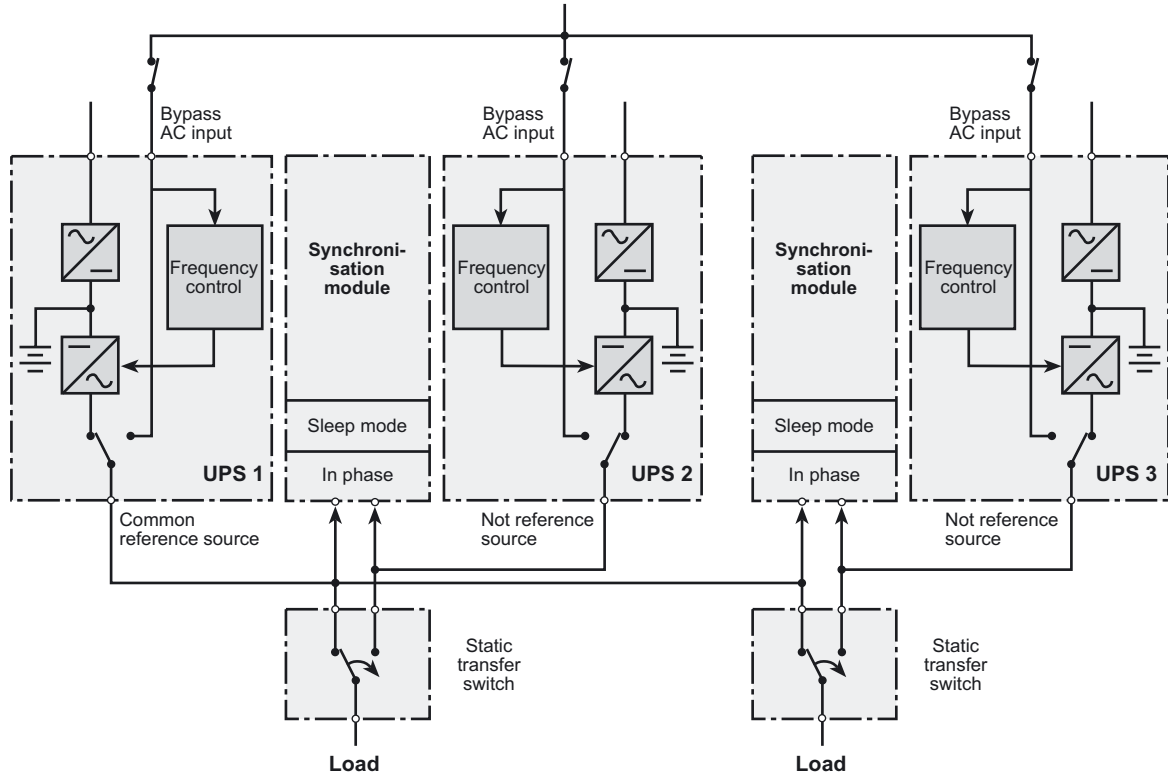 Bypass
AC input
Bypass
AC input
Bypass
AC input
Frequency
control
Synchroni-
sation
module
Frequency
control
Synchroni-
sation
module
Frequency
control
Sleep mode
Sleep mode
UPS 1
In phase
UPS 2
In phase
UPS 3
Common
reference source
Not reference
source
Not reference
source
Static
transfer
switch
Static
transfer
switch
Load
Load